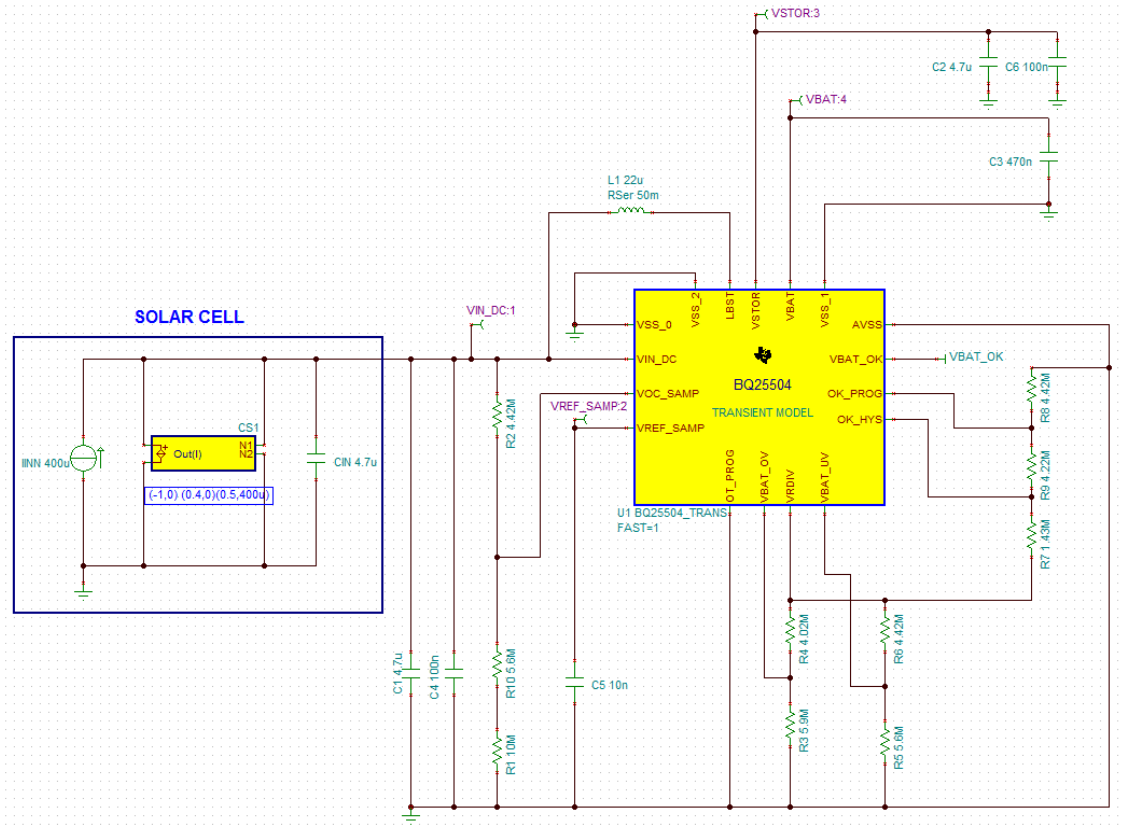 VSTOR:3
C2 4.7u
C6 100n
VBAT:4
C3 470n
L1 22u
RSer 50m
SOLAR CELL
VIN_DC:1
VSS_2
LBST
VSTOR
VBAT
VSS_1
VSS_0
AVSS
VIN_DC
VBAT_OK
VBAT_OK
BQ25504
VOC_SAMP
OK_PROG
TRANSIENT MODEL
VREF_SAMP:2
VREF_SAMP
OK_HYS
R8 4.42M
R2 4.42M
CS1
IINN 400u
+
-
Out(I)
N1
N2
CIN 4.7u
(-1,0) (0.4,0)(0.5,400u)
OT_PROG
VBAT_OV
VRDIV
VBAT_UV
R9 4.22M
U1 BQ25504_TRANS
FAST=1
R7 1.43M
R4 4.02M
R6 4.42M
C1 4.7u
C4 100n
R10 5.6M
C5 10n
R3 5.9M
R5 5.6M
R1 10M